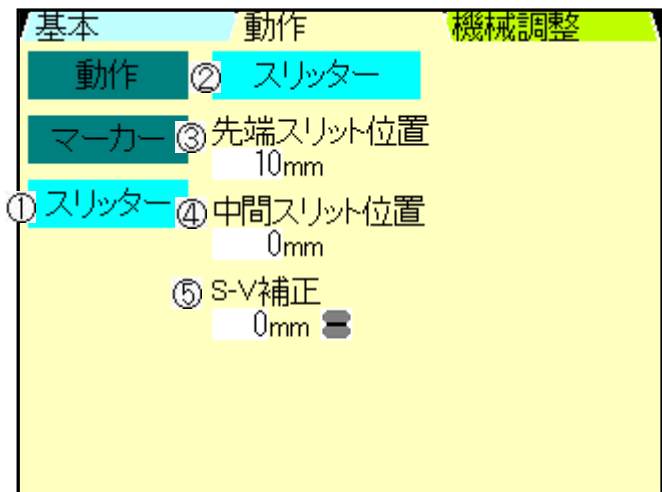 基本 動作 機械調整
動作 ② スリッター
マーカー ③ 先端スリット位置
10mm
① スリッター ④ 中間スリット位置
0mm
⑤ S-V補正
0mm